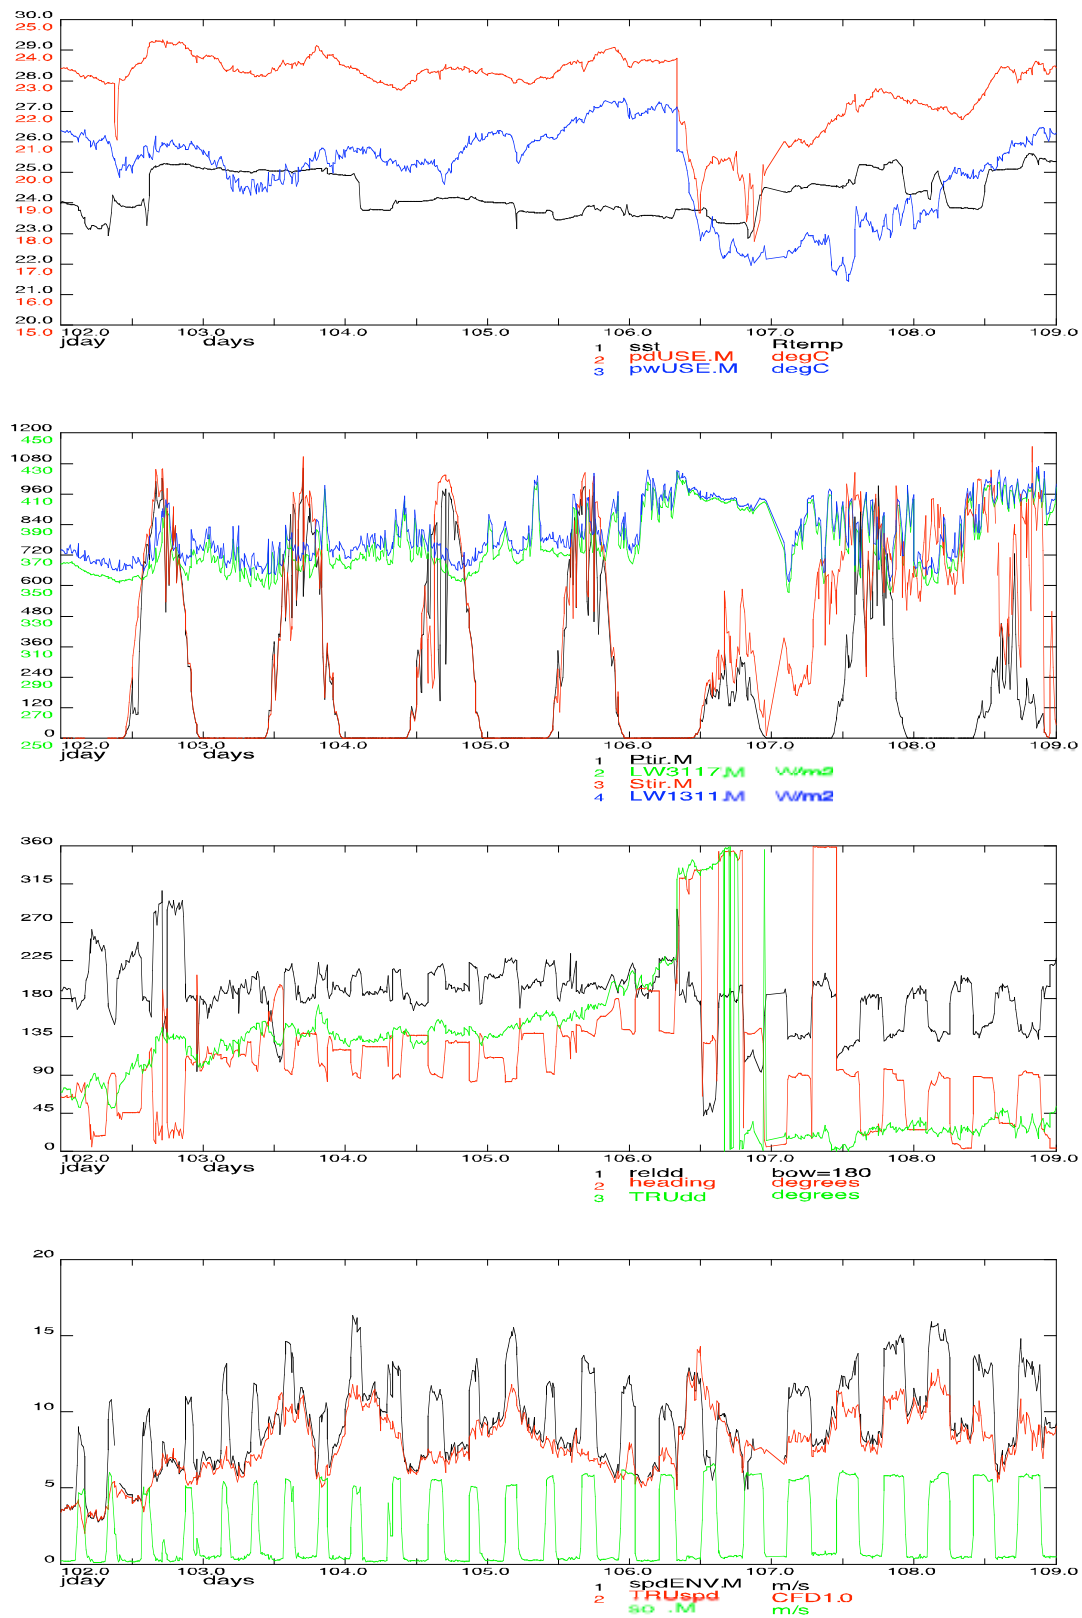 30.0
25.0
29.0
24.0
28.0
23.0
27.0
22.0
26.0
21.0
25.0
20.0
24.0
19.0
23.0
18.0
22.0
17.0
21.0
16.0
20.0
15.0
102.0 103.0 104.0 105.0 106.0 107.0 108.0 109.0
jday days
1 sst Rtemp
2 pdUSE.M degC
3 pwUSE.M degC
1200
450
1080
430
960
410
840
390
720
370
600
350
480
330
360
310
240
290
120
270
0
250
102.0 103.0 104.0 105.0 106.0 107.0 108.0 109.0
jday days
1 Ptir.M
2 LW3117.M W/m2
3 Stir.M
4 LW1311.M W/m2
360
315
270
225
180
135
90
45
0
102.0 103.0 104.0 105.0 106.0 107.0 108.0 109.0
jday days
1 reldd bow=180
2 heading degrees
3 TRUdd degrees
20
15
10
5
0
102.0 103.0 104.0 105.0 106.0 107.0 108.0 109.0
jday days
1 spdENV.M m/s
2 TRUspd CFD1.0
.M m/s